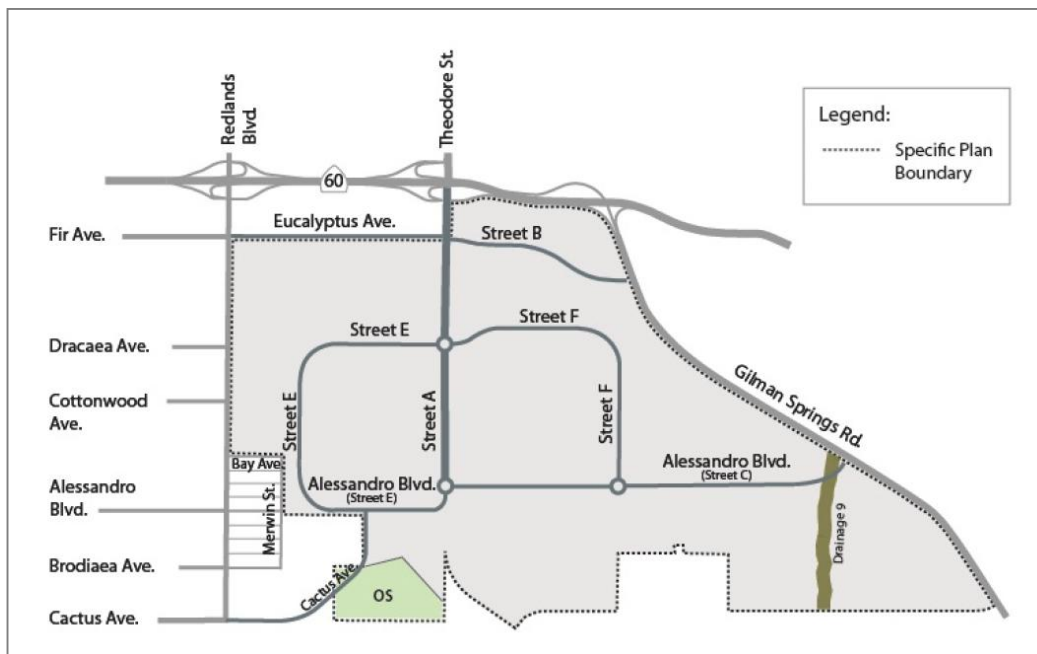 Redlands
Blvd.
Theodore St.
Legend:
Specific Plan
Boundary
60
Eucalyptus Ave.
Fir Ave.
Street B
Street F
Street E
Dracaea Ave.
Gilman Springs Rd.
Cottonwood
Ave.
Street E
Street A
Street F
Bay Ave
Alessandro Blvd.
(Street C)
Alessandro Blvd.
(Street E)
Alessandro
Blvd.
Merwin St.
Drainage 9
Brodiaea Ave.
Cactus Ave.
OS
Cactus Ave.